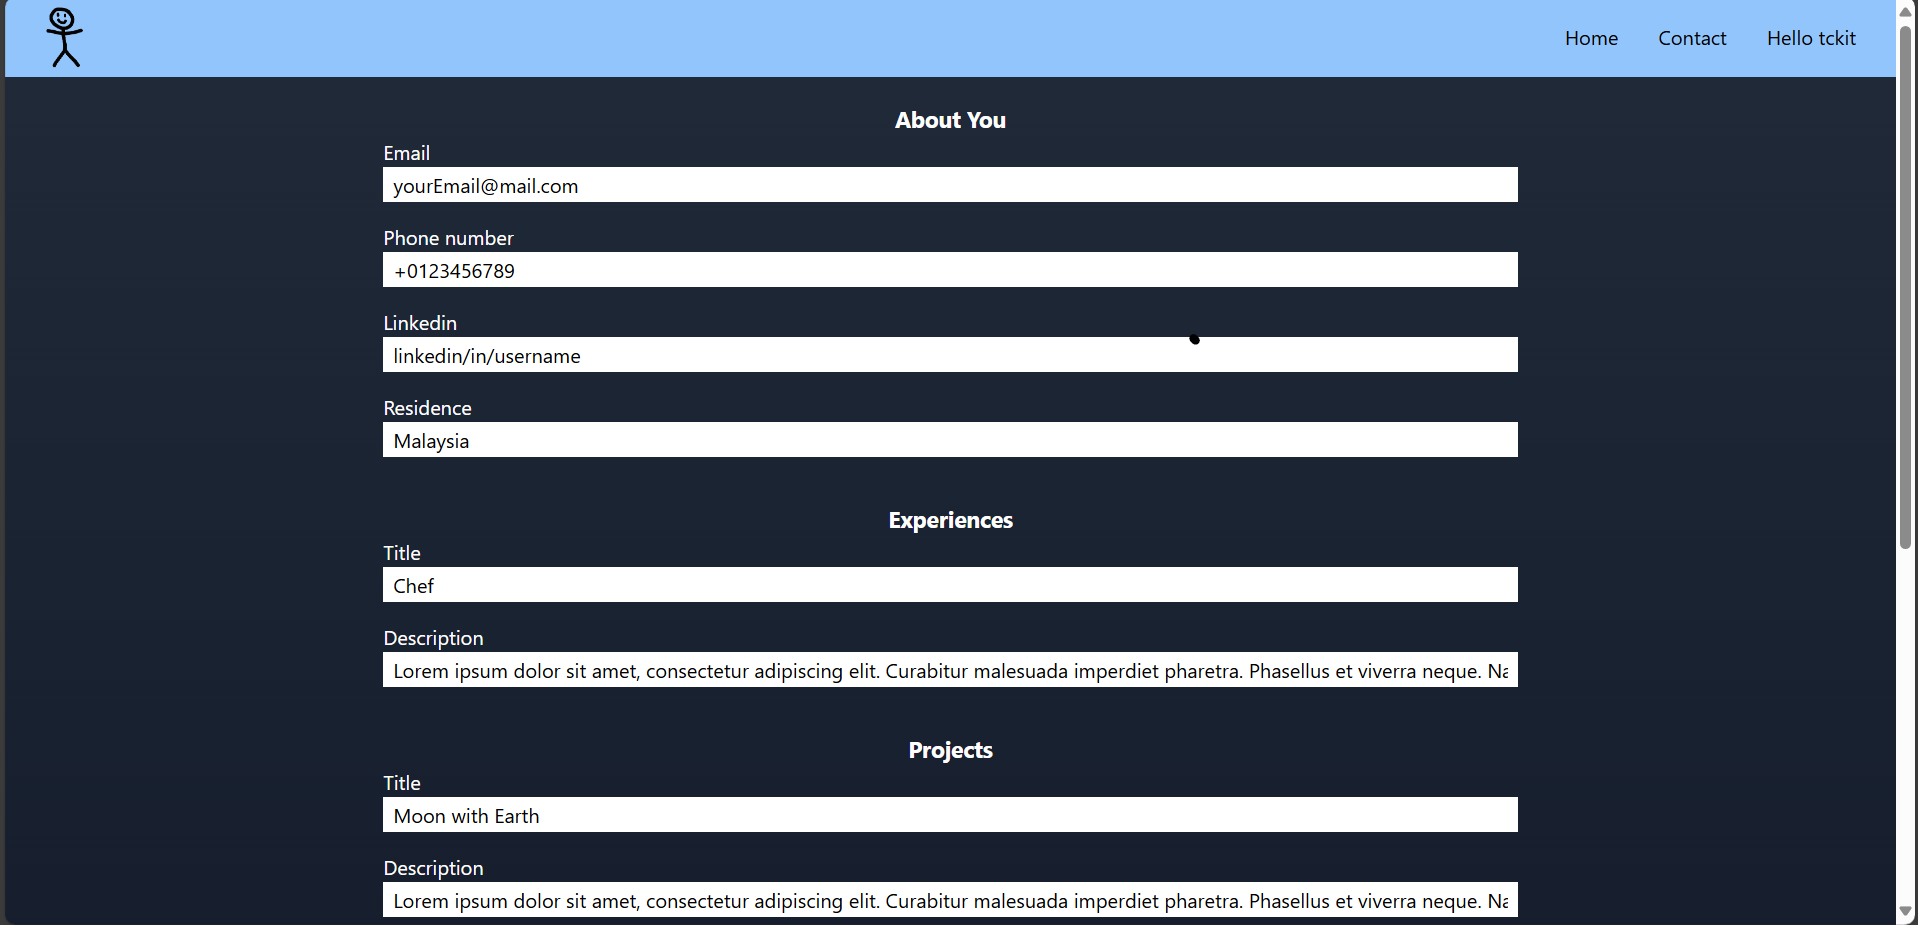 Home Contact Hello tckit
About You
Email
yourEmail@mail.com
Phone number
+0123456789
Linkedin
linkedin/in/username
Residence
Malaysia
Experiences
Title
Chef
Description
Lorem ipsum dolor sit amet, consectetur adipiscing elit. Curabitur malesuada imperdiet pharetra. Phasellus et viverra neque. Na
Projects
Title
Moon with Earth
Description
Lorem ipsum dolor sit amet, consectetur adipiscing elit. Curabitur malesuada imperdiet pharetra. Phasellus et viverra neque. Na